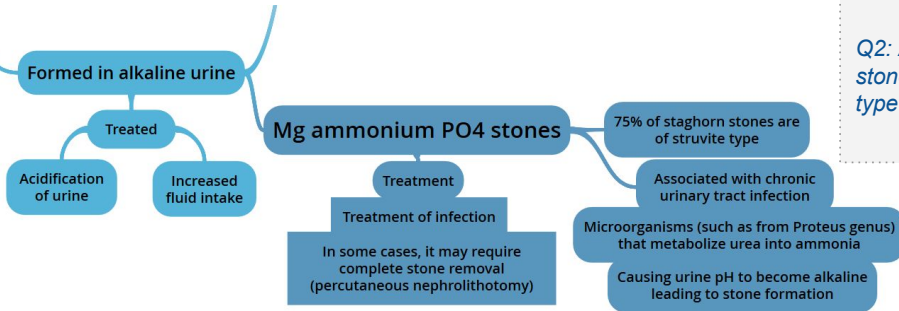 Formed in alkaline urine
Treated
Acidification
of urine
Increased
fluid intake
Mg ammonium PO4 stones
Treatment
Treatment of infection
In some cases, it may require
complete stone removal
(percutaneous nephrolithotomy)
75% of staghorn stones are
of struvite type
Associated with chronic
urinary tract infection
Microorganisms (such as from Proteus genus)
that metabolize urea into ammonia
Causing urine pH to become alkaline
leading to stone formation
Q2:
ston
type